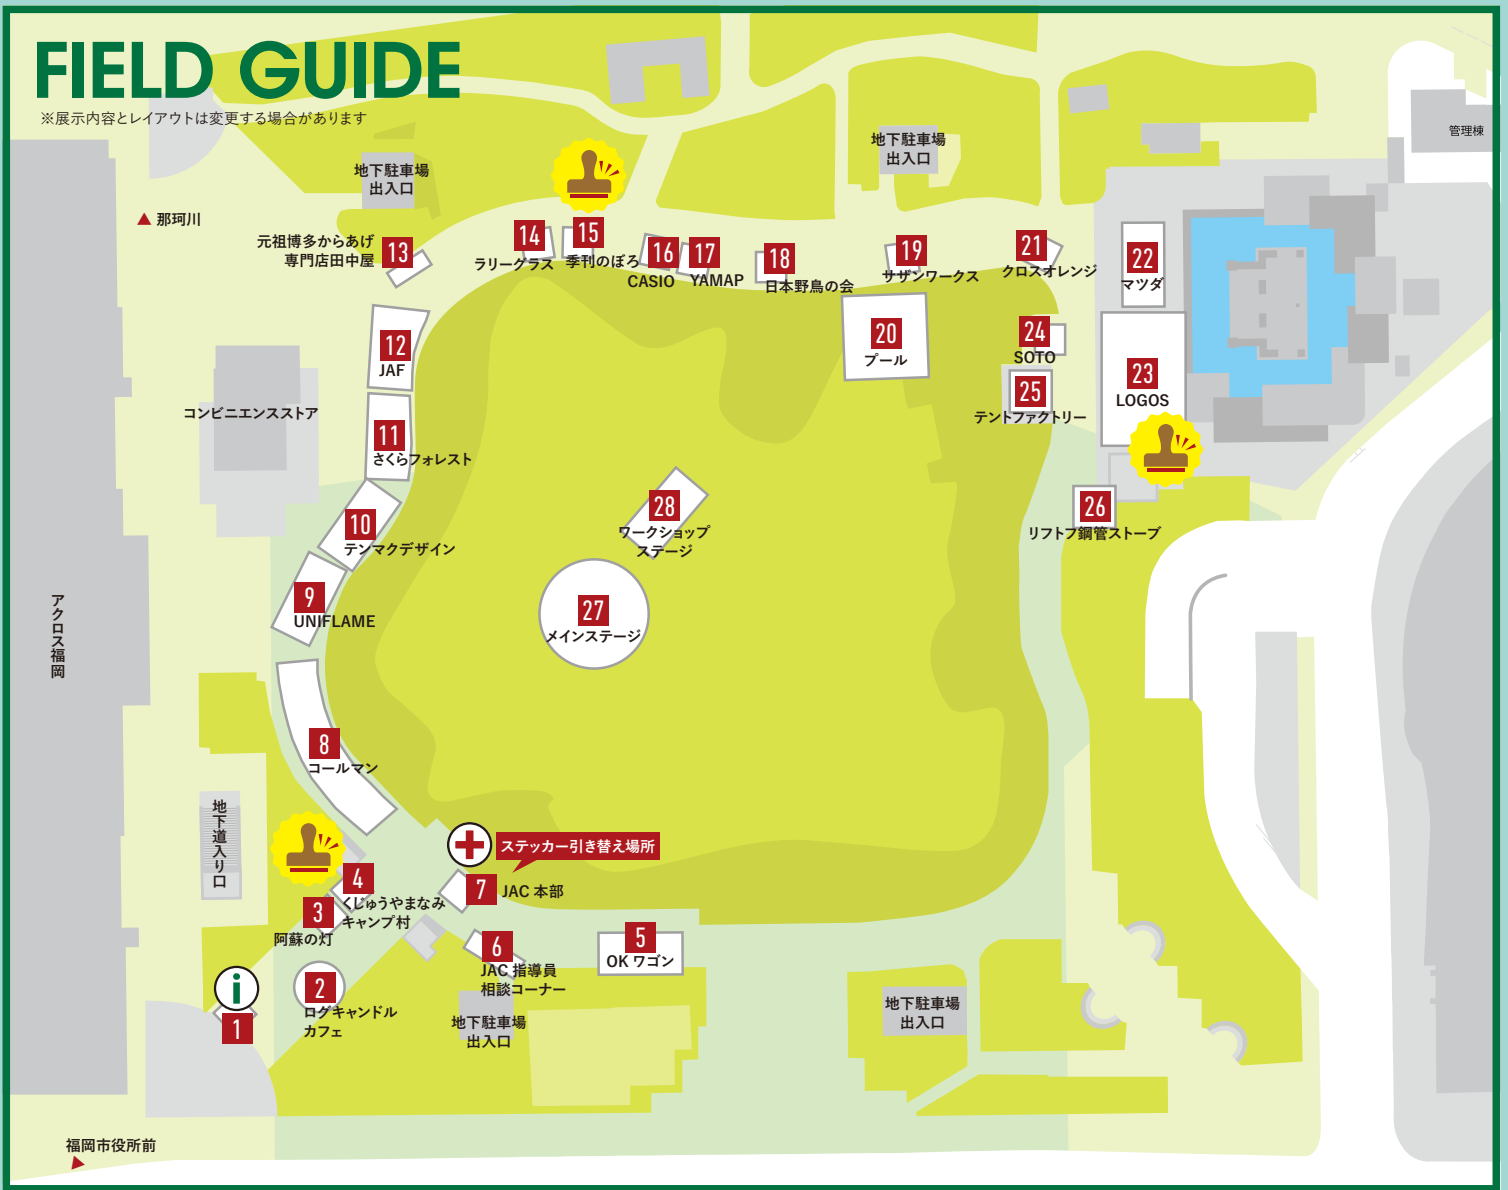 FIELD GUIDE
※展示内容とレイアウトは変更する場合があります
管理棟
地下駐車場
出入口
地下駐車場
出入口
那珂川
元祖博多からあげ
専門店田中屋
13
14
ラリーグラス
15
季刊のぼろ
16
CASIO
17
YAMAP
18
日本野鳥の会
19
サザンワークス
21
クロスオレンジ
22
マツダ
20
プール
24
SOTO
23
LOGOS
25
テントファクトリー
26
リフトフ鋼管ストーブ
12
JAF
コンビニエンスストア
11
さくらフォレスト
10
テンマクデザイン
9
UNIFLAME
28
ワークショップ
ステージ
27
メインステージ
アクロス福岡
8
コールマン
地下道入り口
ステッカー引き替え場所
7
JAC 本部
4
くじゅうやまなみ
キャンプ村
3
阿蘇の灯
6
JAC 指導員
相談コーナー
5
OK ワゴン
i
1
2
ログキャンドル
カフェ
地下駐車場
出入口
地下駐車場
出入口
福岡市役所前